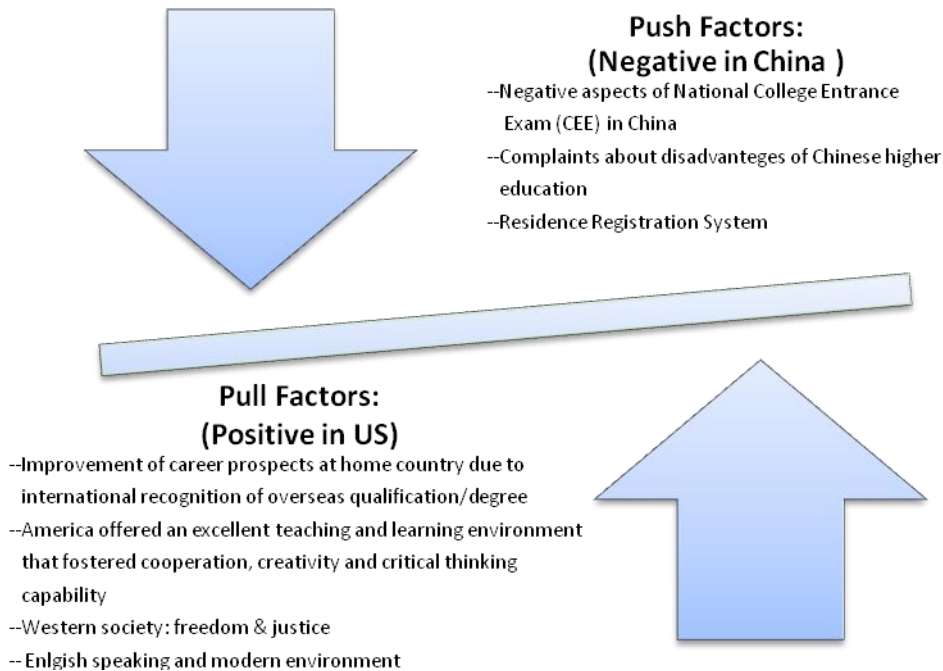 Push Factors:
(Negative in China )
--Negative aspects of National College Entrance
Exam (CEE) in China
--Complaints about disadvanteges of Chinese higher
education
--Residence Registration System
Pull Factors:
(Positive in US)
--Improvement of career prospects at home country due to
international recognition of overseas qualification/degree
--America offered an excellent teaching and learning environment
that fostered cooperation, creativity and critical thinking
capability
--Western society: freedom & justice
-- Enlgish speaking and modern environment